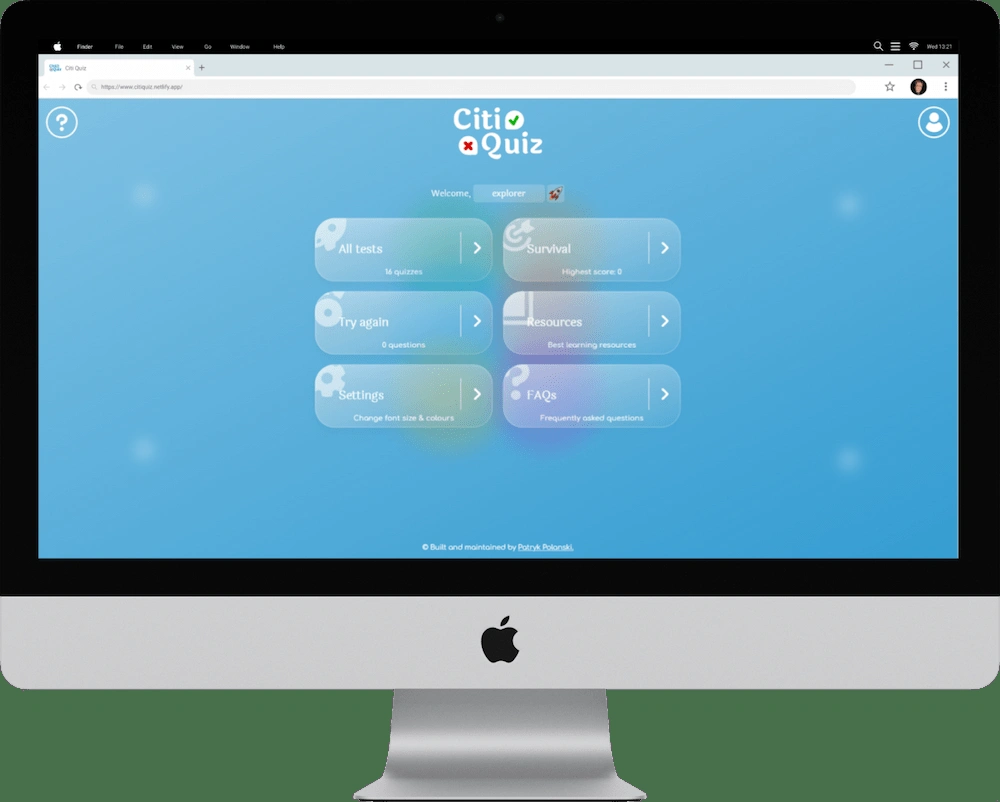 Finder File Edit View Go Window Help Wed 13:21
Citi Quiz
https://www.citiquiz.netlify.app/
?
Citi
Quiz
Welcome, explorer
All tests
16 quizzes
Survival
Highest score: 0
Try again
0 questions
Resources
Best learning resources
Settings
Change font size & colours
FAQs
Frequently asked questions
© Built and maintained by Patryk Polanski.